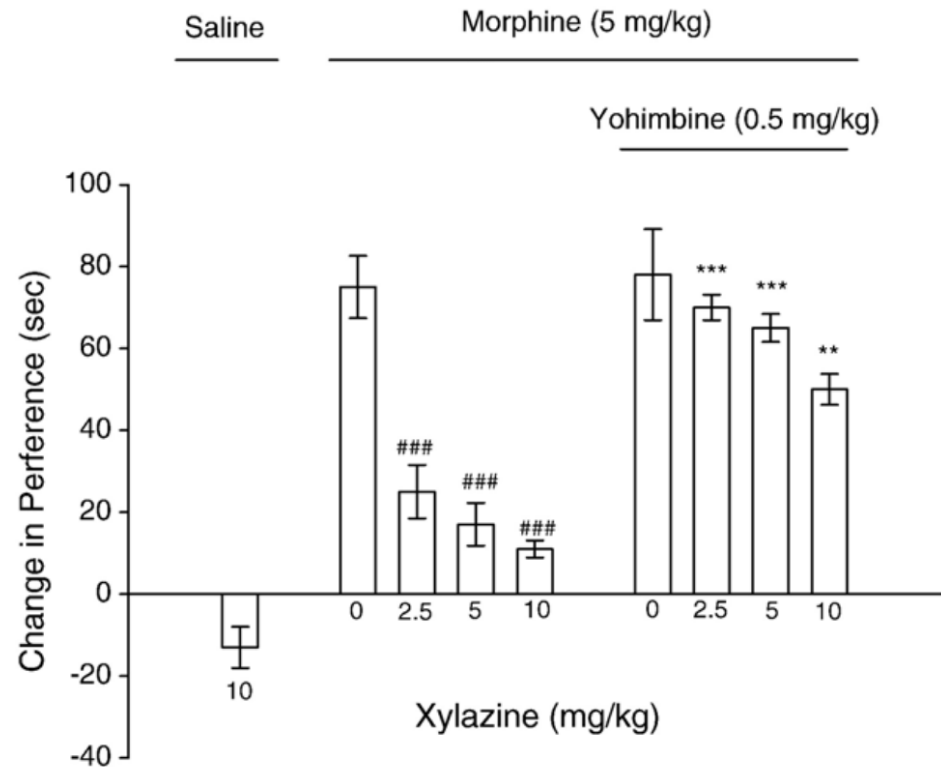 Saline
Morphine (5 mg/kg)
Yohimbine (0.5 mg/kg)
Change in Perference (sec)
100
80
60
40
20
0
-20
-40
***
***
**
###
###
###
0 2.5 5 10 0 2.5 5 10
10
Xylazine (mg/kg)